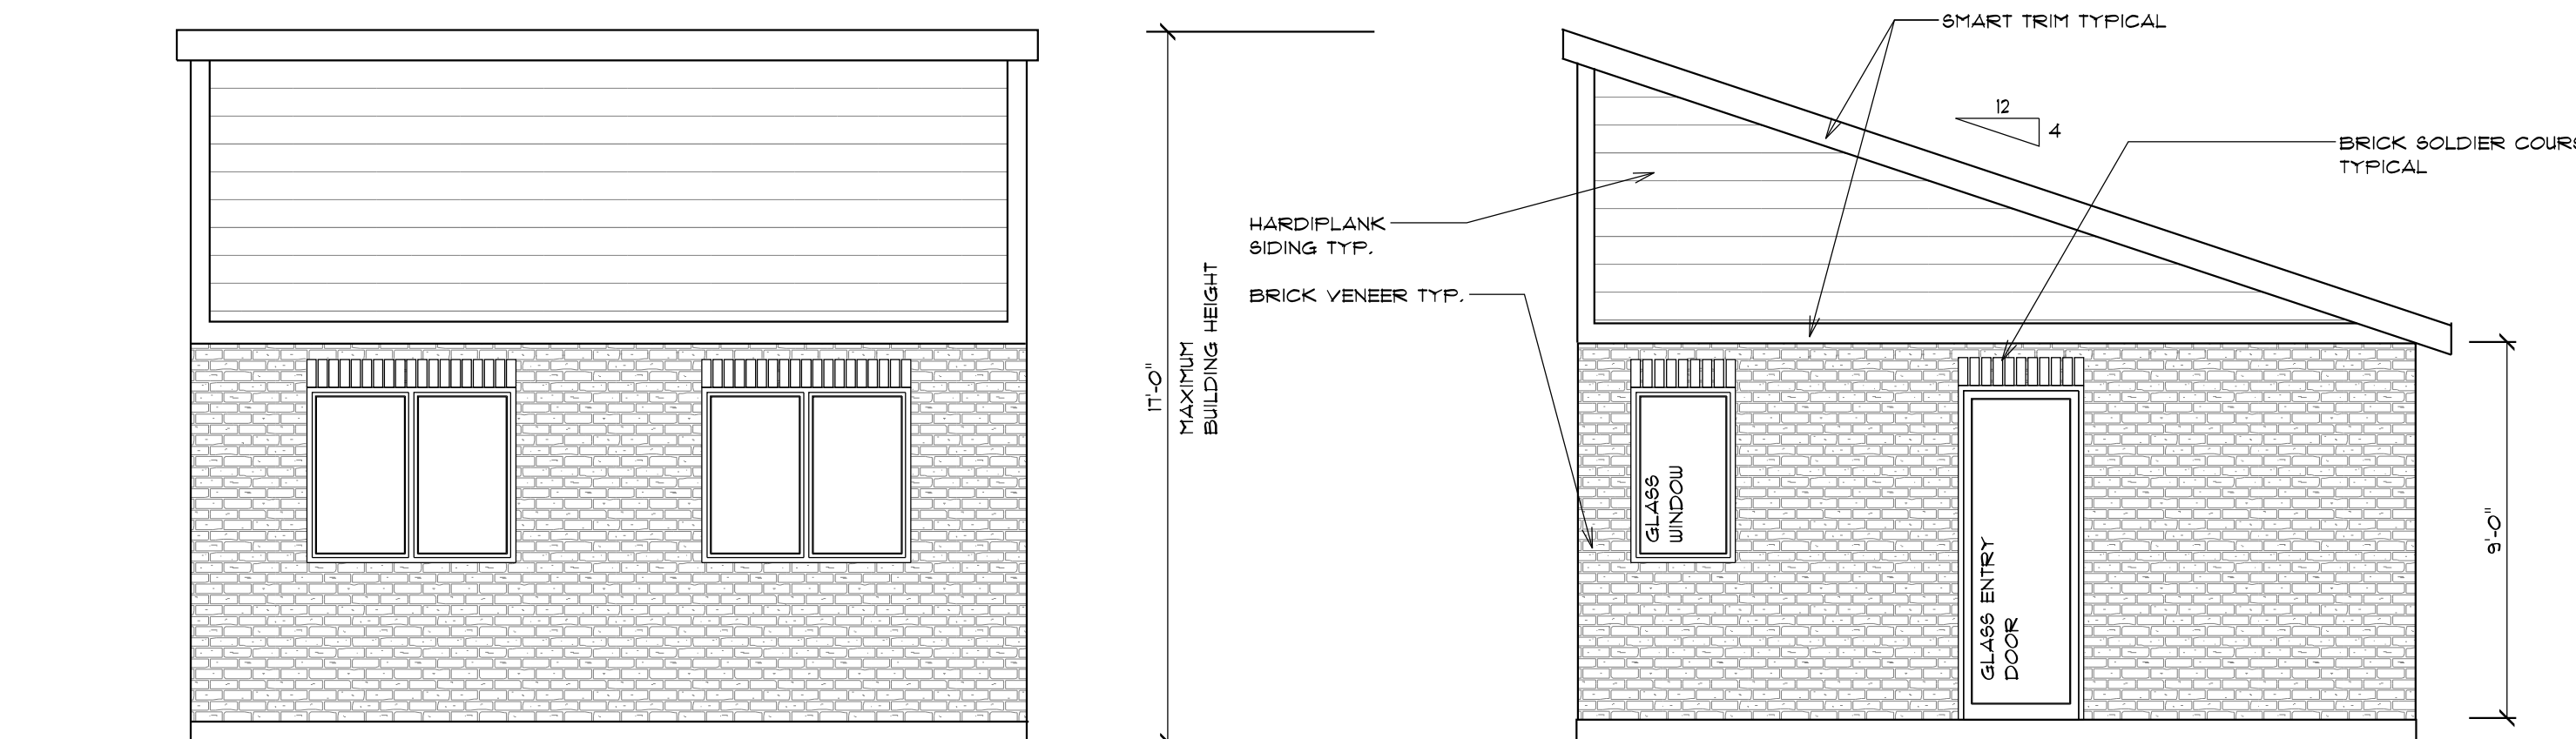 SMART TRIM TYPICAL
12
4
BRICK SOLDIER COURS
TYPICAL
HARDIPLANK
SIDING TYP.
BRICK VENEER TYP.
17'-0"
MAXIMUM
BUILDING HEIGHT
GLASS
WINDOW
GLASS ENTRY
DOOR
9'-0"